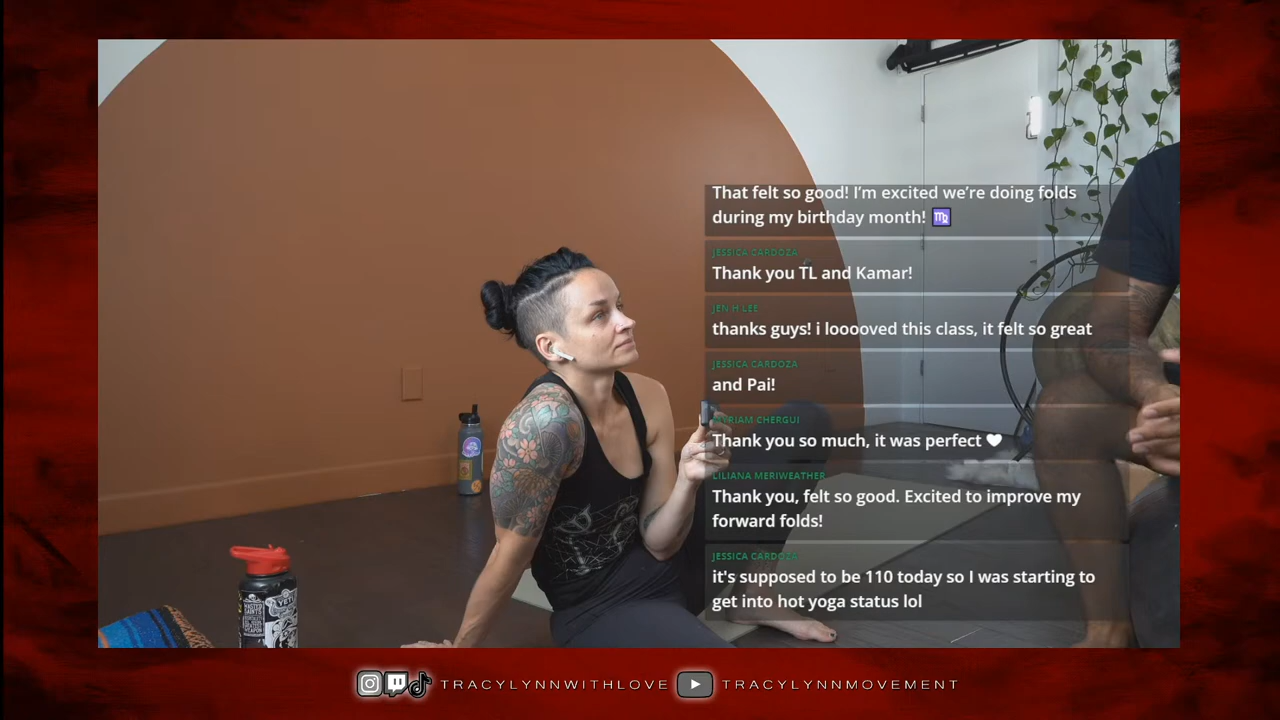 That felt so good! I'm excited we're doing folds
during my birthday month! ♍
JESSICA CARDOZA
Thank you TL and Kamar!
JEN H LEE
thanks guys! i looooved this class, it felt so great
JESSICA CARDOZA
and Pai!
MYRIAM CHERGUI
Thank you so much, it was perfect 🤍
LILIANA MERIWEATHER
Thank you, felt so good. Excited to improve my
forward folds!
JESSICA CARDOZA
it's supposed to be 110 today so I was starting to
get into hot yoga status lol
YETI
TRACYLYNNWITHLOVE
TRACYLYNNMOVEMENT